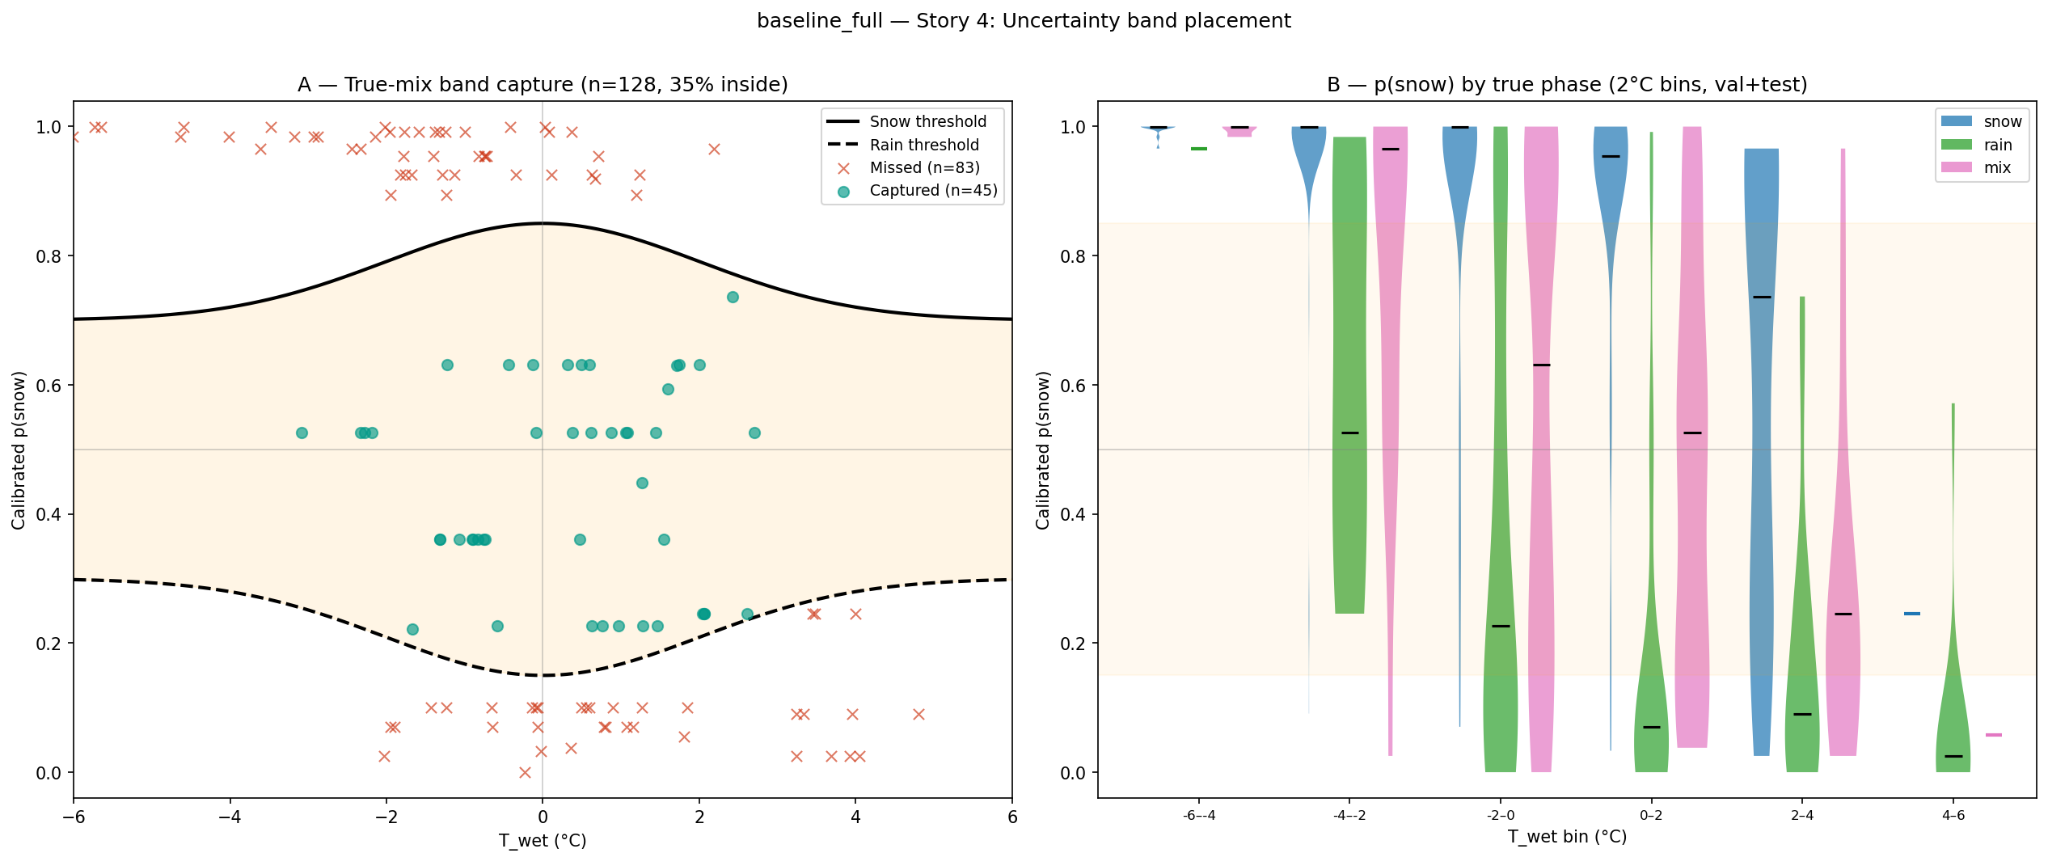 baseline_full — Story 4: Uncertainty band placement
A — True-mix band capture (n=128, 35% inside)
Calibrated p(snow)
1.0
0.8
0.6
0.4
0.2
0.0
Snow threshold
Rain threshold
Missed (n=83)
Captured (n=45)
−6
−4
−2
0
2
4
6
T_wet (°C)
B — p(snow) by true phase (2°C bins, val+test)
Calibrated p(snow)
1.0
0.8
0.6
0.4
0.2
0.0
snow
rain
mix
-6–-4
-4–-2
-2–0
0–2
2–4
4–6
T_wet bin (°C)